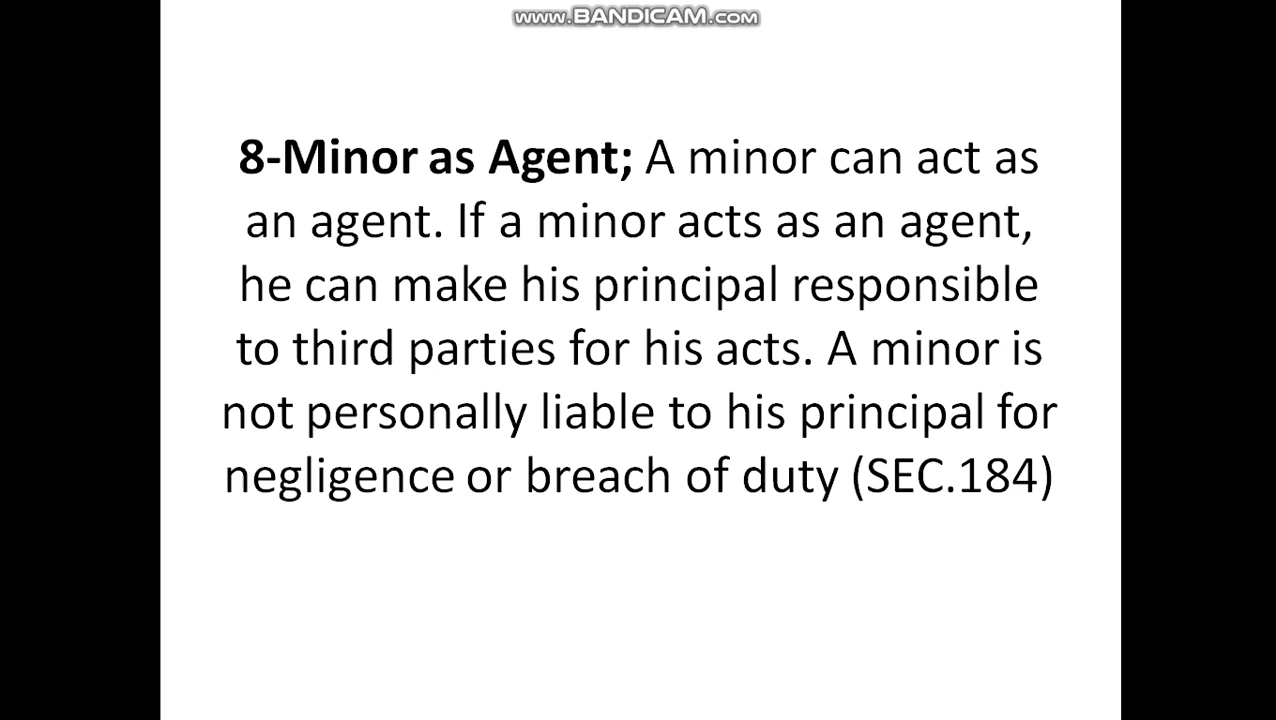 www.BANDICAM.com
8-Minor as Agent; A minor can act as
an agent. If a minor acts as an agent,
he can make his principal responsible
to third parties for his acts. A minor is
not personally liable to his principal for
negligence or breach of duty (SEC.184)